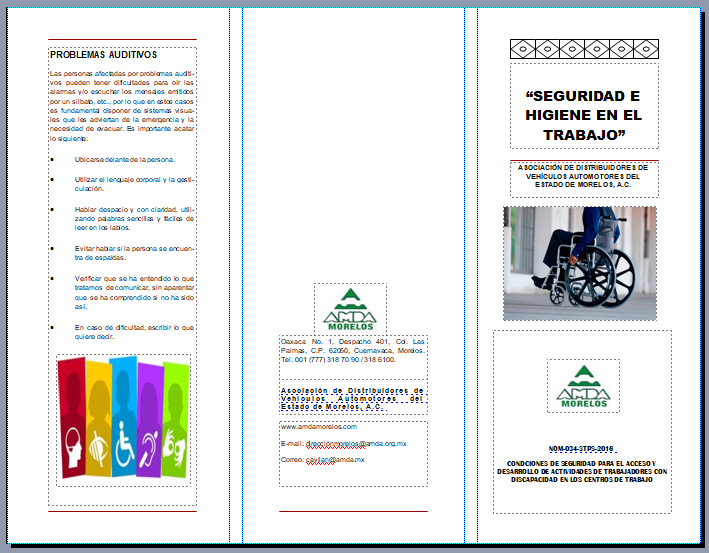 PROBLEMAS AUDITIVOS
Las personas afectadas por problemas auditi-
vos pueden tener dificultades para oír las
alarmas y/o escuchar los mensajes emitidos
por un silbato, etc., por lo que en estos casos
es fundamental disponer de sistemas visua-
les que les adviertan de la emergencia y la
necesidad de evacuar. Es importante acatar
lo siguiente:
• Ubicarse delante de la persona.
• Utilizar el lenguaje corporal y la gesti-
culación.
• Hablar despacio y con claridad, utili-
zando palabras sencillas y fáciles de
leer en los labios.
• Evitar hablar si la persona se encuen-
tra de espaldas.
• Verificar que se ha entendido lo que
tratamos de comunicar, sin aparentar
que se ha comprendido si no ha sido
así.
• En caso de dificultad, escribir lo que
quiere decir.
AMDA
MORELOS
Oaxaca No. 1, Despacho 401, Col. Las
Palmas, C.P. 62050, Cuernavaca, Morelos.
Tel: 001 (777) 318 70 90 / 318 6100.
Asociación de Distribuidores de
Vehículos Automotores del
Estado de Morelos, A.C.
www.amdamorelos.com
E-mail: direcciónmorelos@amda.org.mx
Correo: cavilan@amda.mx
“SEGURIDAD E
HIGIENE EN EL
TRABAJO”
ASOCIACIÓN DE DISTRIBUIDORES DE
VEHÍCULOS AUTOMOTORES DEL
ESTADO DE MORELOS, A.C.
AMDA
MORELOS
NOM-034-STPS-2016
CONDICIONES DE SEGURIDAD PARA EL ACCESO Y
DESARROLLO DE ACTIVIDADES DE TRABAJADORES CON
DISCAPACIDAD EN LOS CENTROS DE TRABAJO